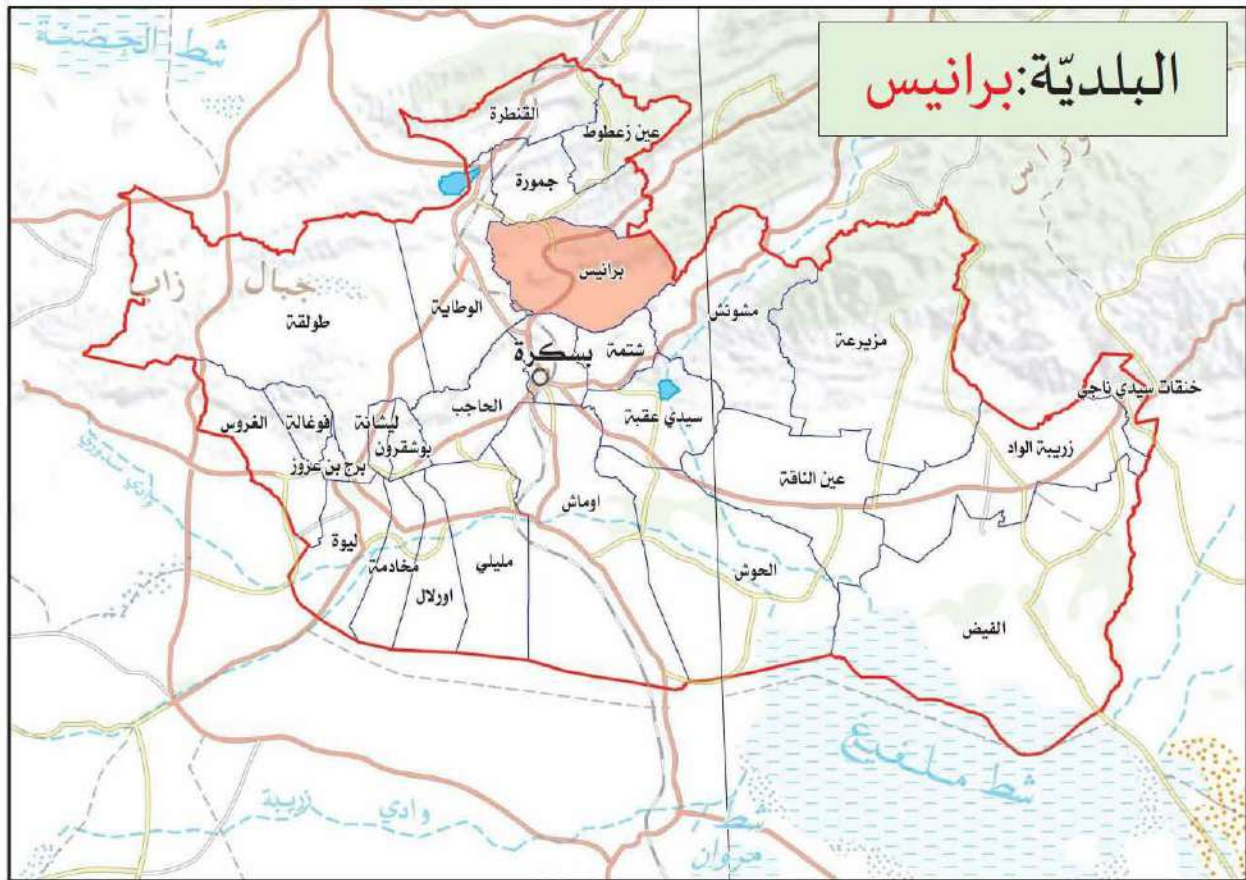 البلديّة:برانيس
شط الحضنة
القنطرة
عين زعطوط
جمورة
برانيس
جبال زاب
طولقة
الوطاية
مشونش
مزيرعة
شتمة
بسكرة
خنقات سيدي ناجي
الحاجب
سيدي عقبة
ليشانة
فوغالة
الغروس
بوشقرون
برج بن عزوز
زريبة الواد
عين الناقة
اوماش
ليوة
مخادمة
اورلال
مليلي
الحوش
الفيض
شط ملغيغ
وادي زريبة
شط
مروان